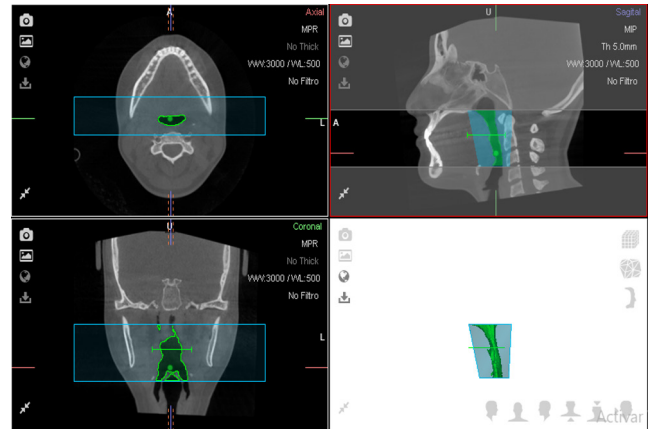 A
Axial
MPR
No Thick
WW:3000 / WL:500
No Filtro
L
U
Sagital
MIP
Th 5.0mm
WW:3000 / WL:500
No Filtro
A
U
Coronal
MPR
No Thick
WW:3000 / WL:500
No Filtro
L
Activar